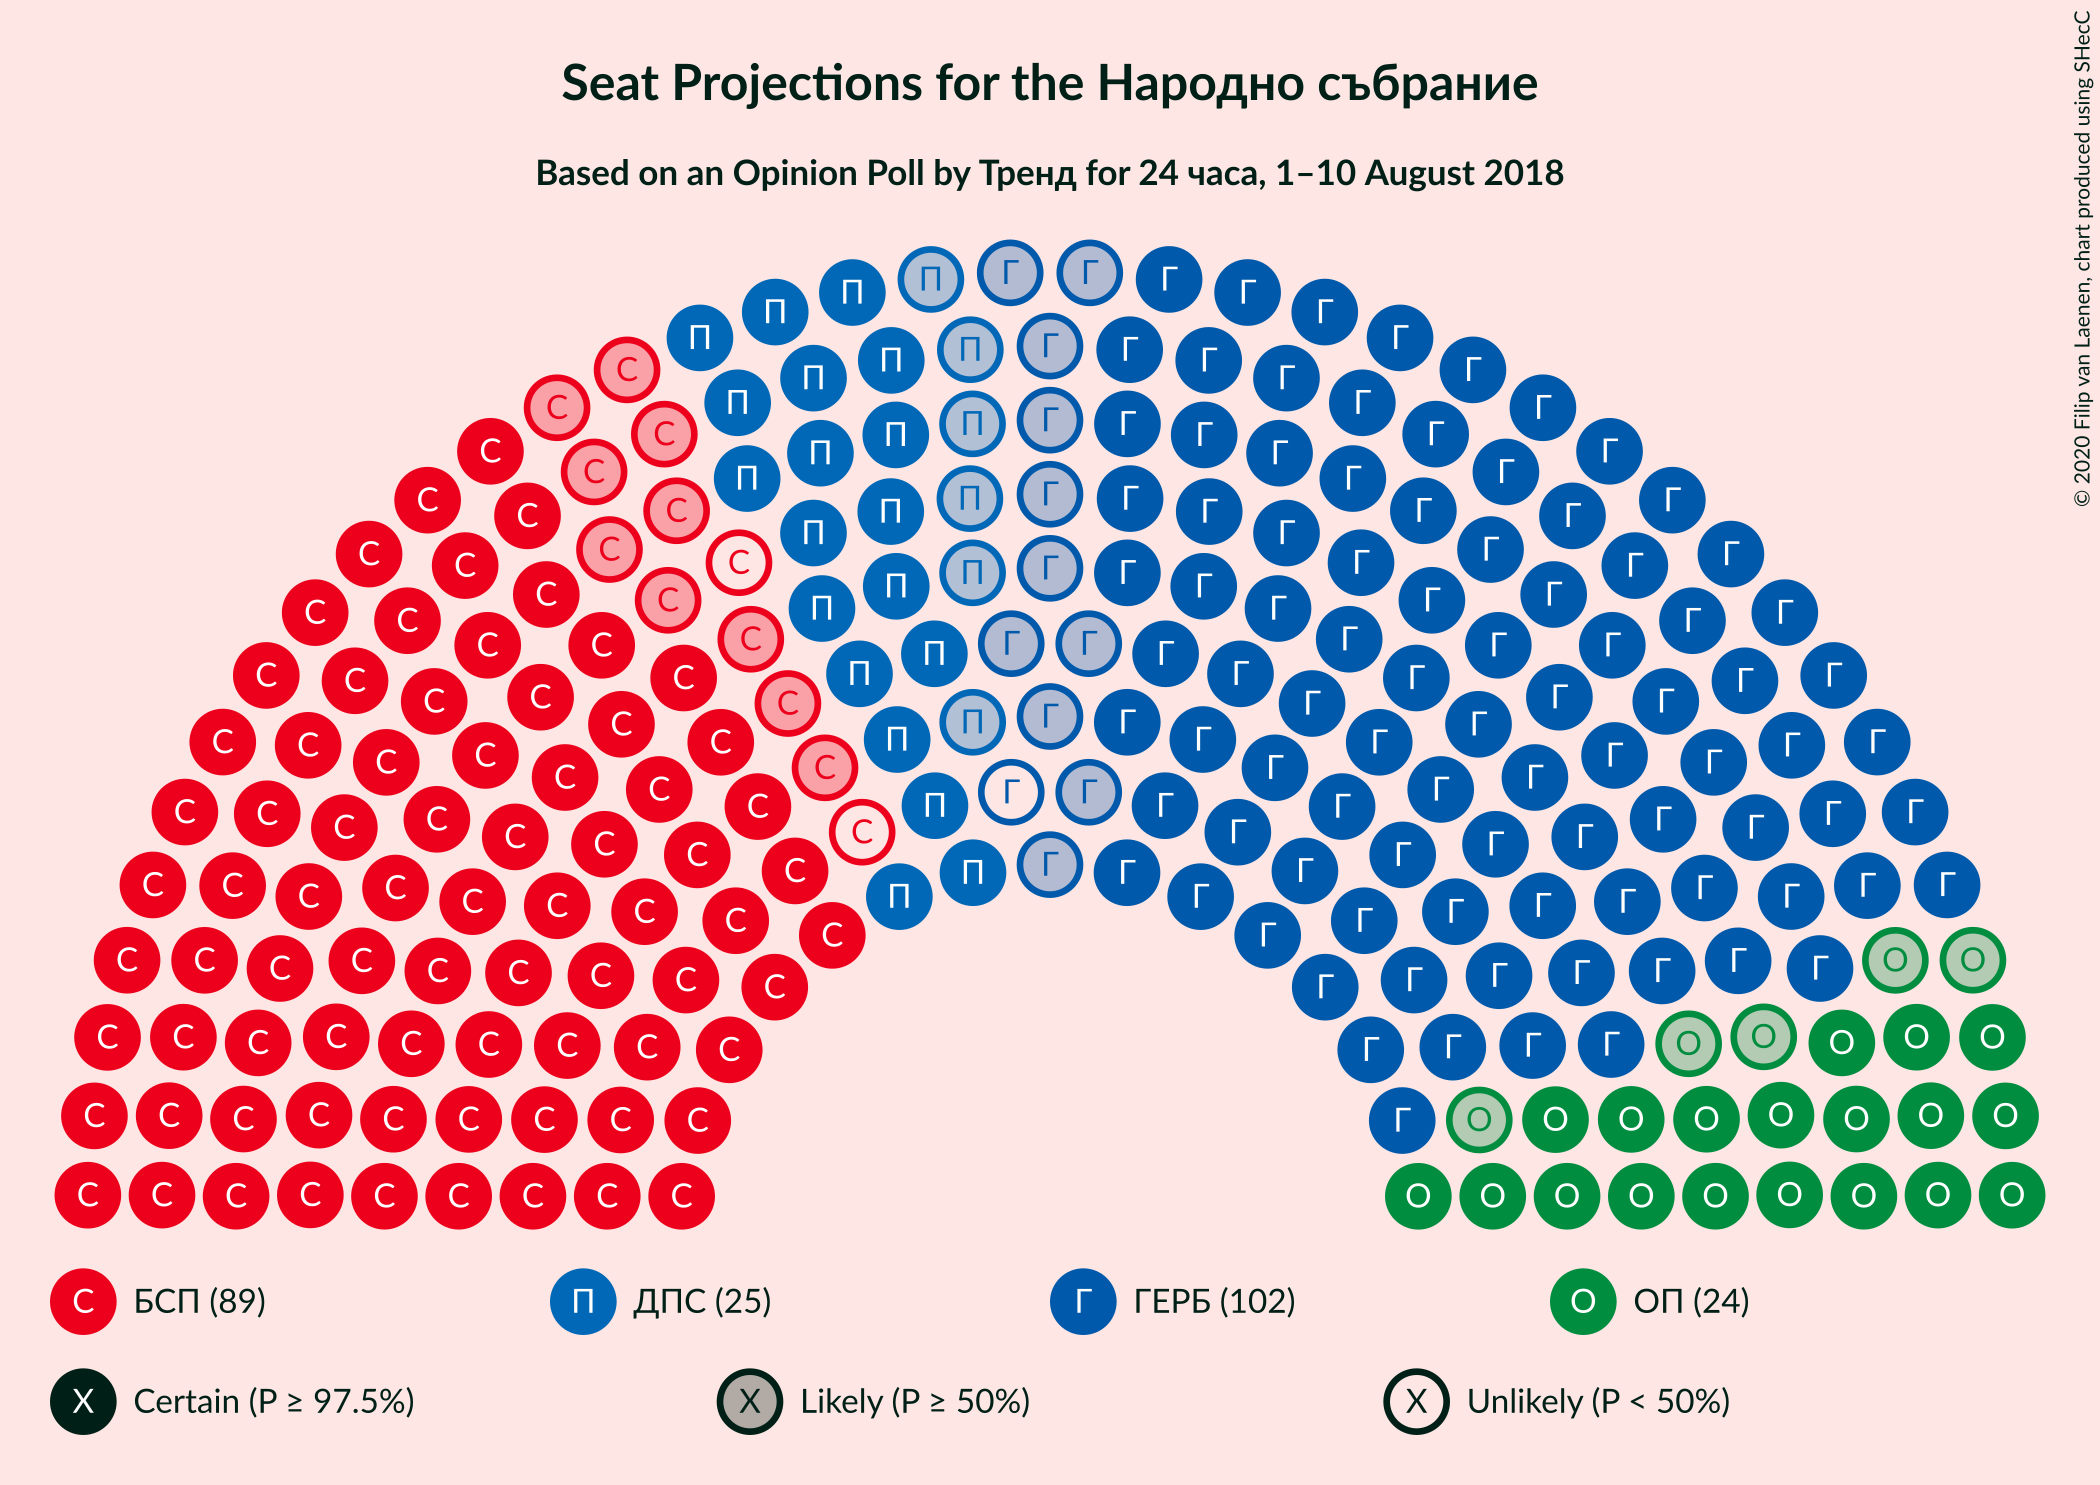 Seat Projections for the Народно събрание
Based on an Opinion Poll by Тренд for 24 часа, 1–10 August 2018
© 2020 Filip van Laenen, chart produced using SHecC
С БСП (89)
П ДПС (25)
Г ГЕРБ (102)
О ОП (24)
X Certain (P ≥ 97.5%)
X Likely (P ≥ 50%)
X Unlikely (P < 50%)